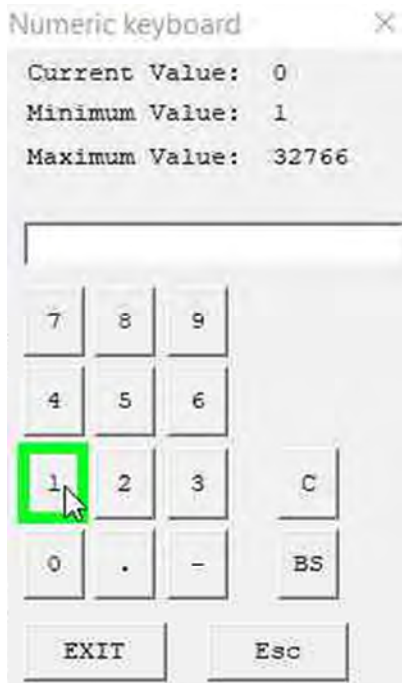 Numeric keyboard ×
Current Value: 0
Minimum Value: 1
Maximum Value: 32766
7 8 9
4 5 6
1 2 3 C
0 . - BS
EXIT Esc